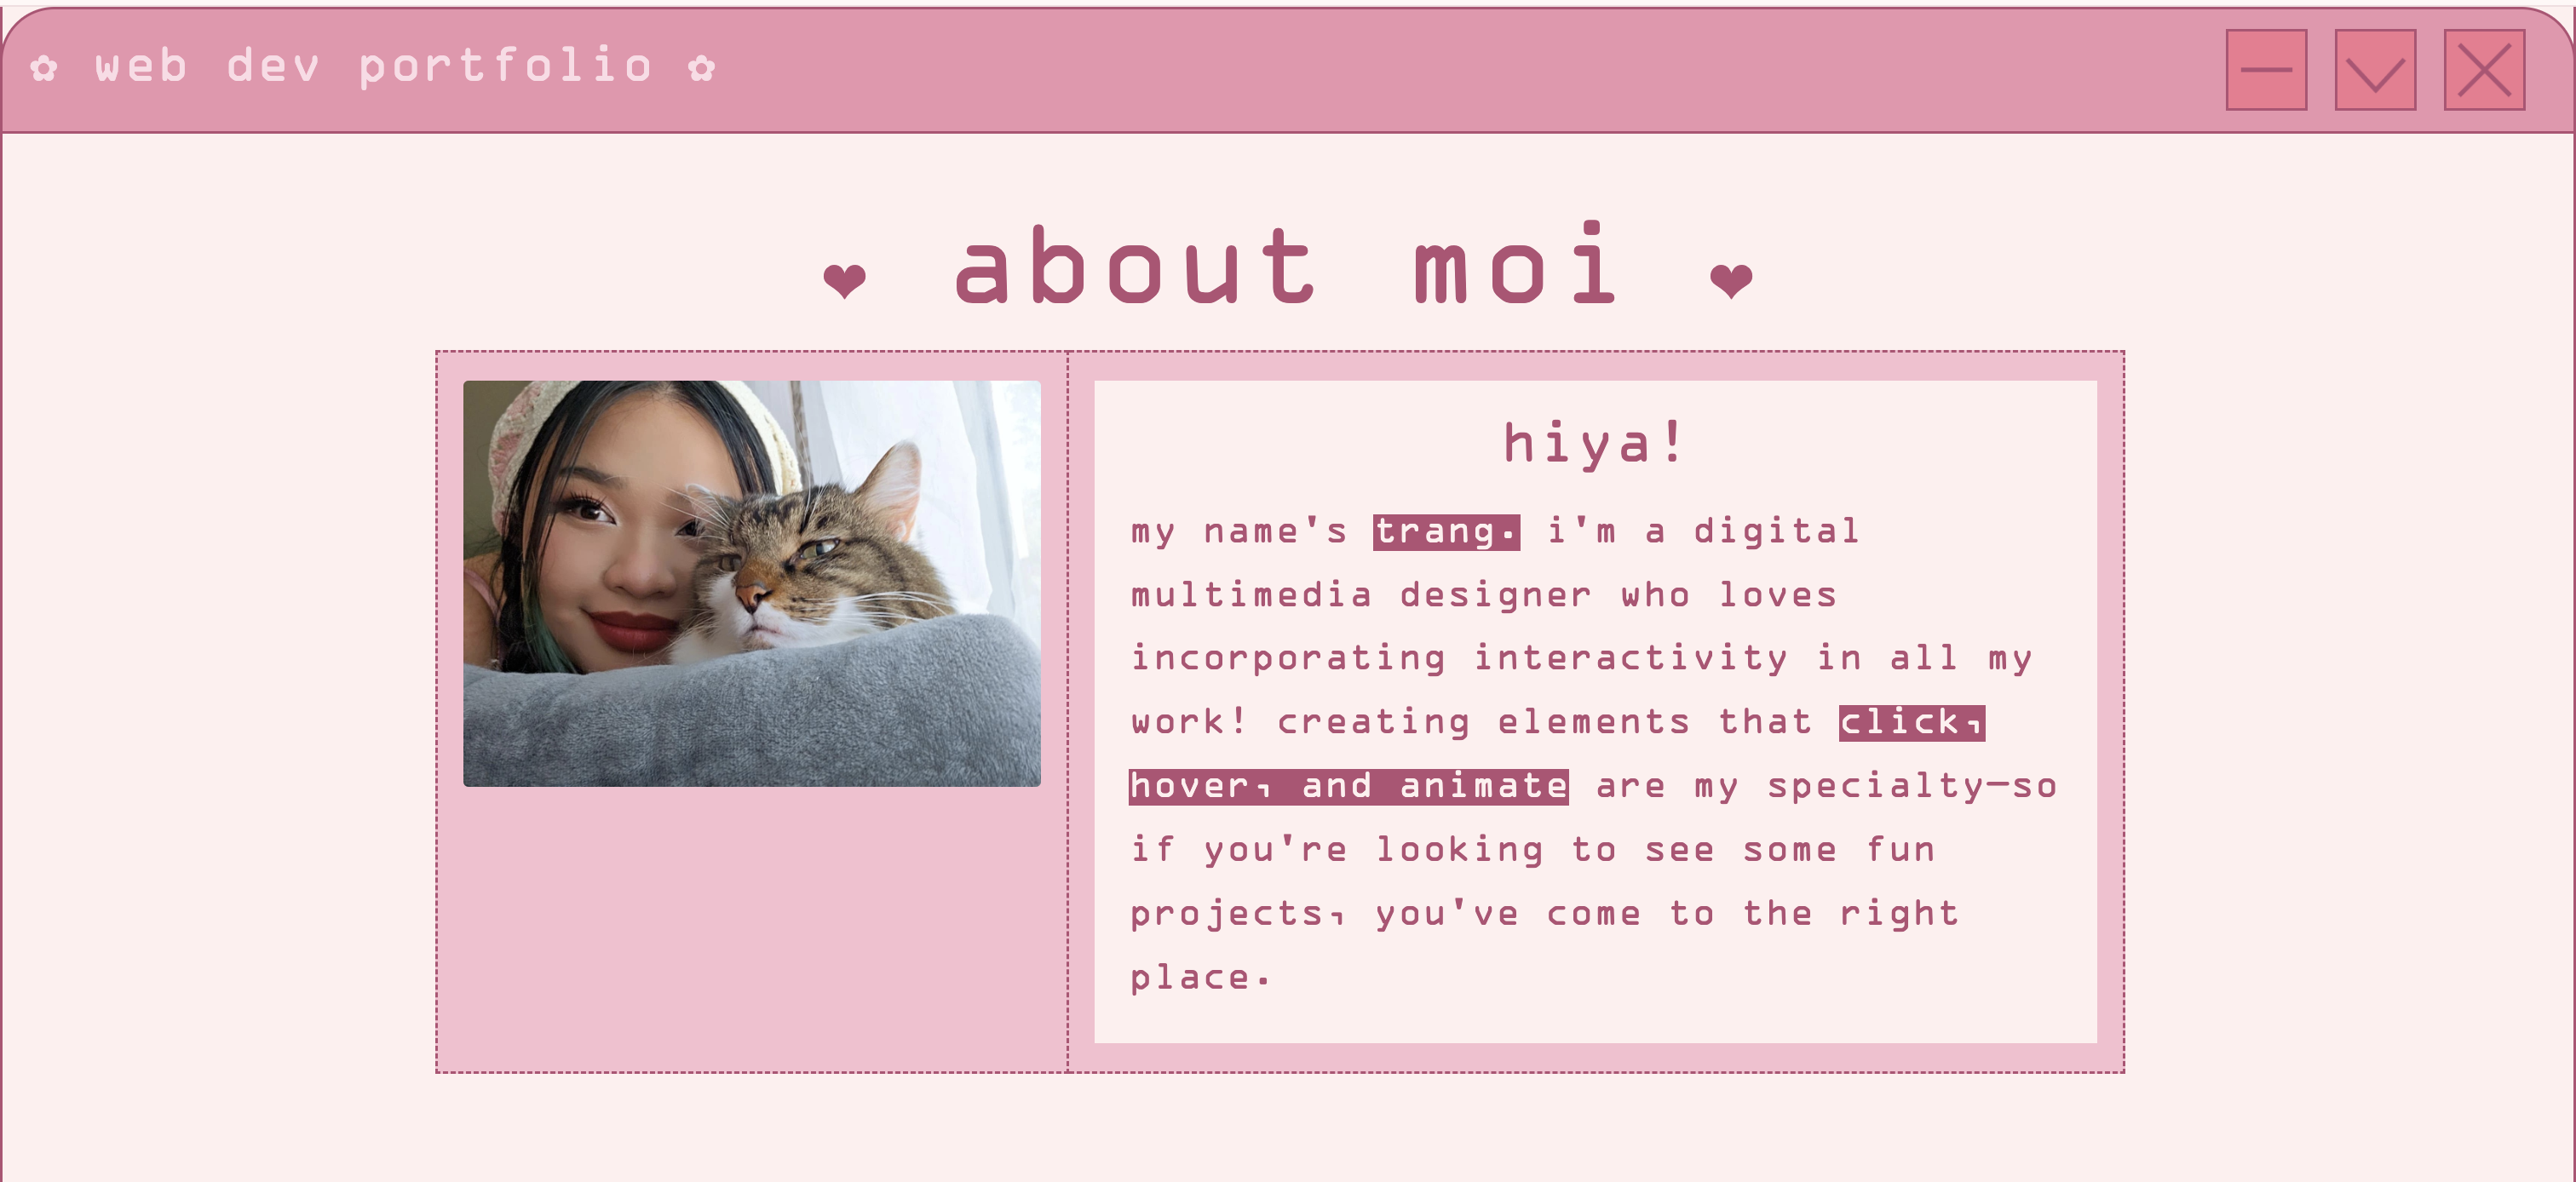 ✿ web dev portfolio ✿
❤ about moi ❤
hiya!
my name's trang. i'm a digital
multimedia designer who loves
incorporating interactivity in all my
work! creating elements that click,
hover, and animate are my specialty—so
if you're looking to see some fun
projects, you've come to the right
place.